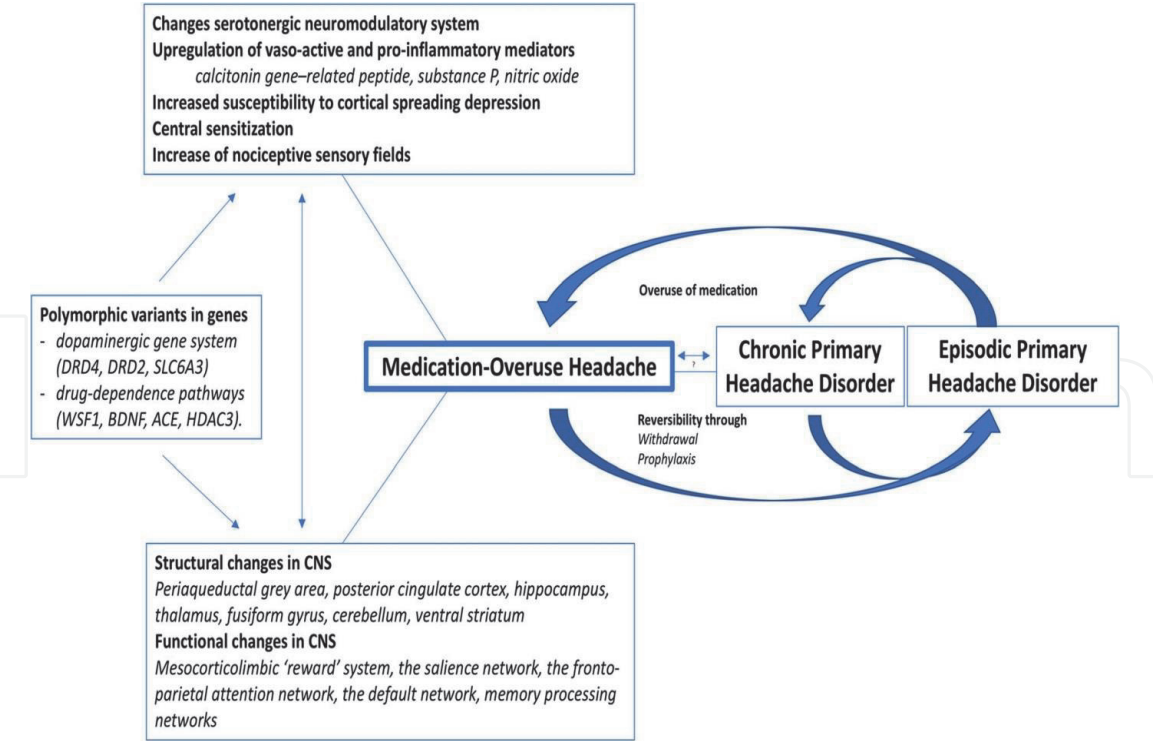 Changes serotonergic neuromodulatory system
Upregulation of vaso-active and pro-inflammatory mediators
calcitonin gene–related peptide, substance P, nitric oxide
Increased susceptibility to cortical spreading depression
Central sensitization
Increase of nociceptive sensory fields
Polymorphic variants in genes
- dopaminergic gene system
(DRD4, DRD2, SLC6A3)
- drug-dependence pathways
(WSF1, BDNF, ACE, HDAC3).
Overuse of medication
Medication-Overuse Headache
?
Chronic Primary
Headache Disorder
Episodic Primary
Headache Disorder
Reversibility through
Withdrawal
Prophylaxis
Structural changes in CNS
Periaqueductal grey area, posterior cingulate cortex, hippocampus,
thalamus, fusiform gyrus, cerebellum, ventral striatum
Functional changes in CNS
Mesocorticolimbic ‘reward’ system, the salience network, the fronto-
parietal attention network, the default network, memory processing
networks